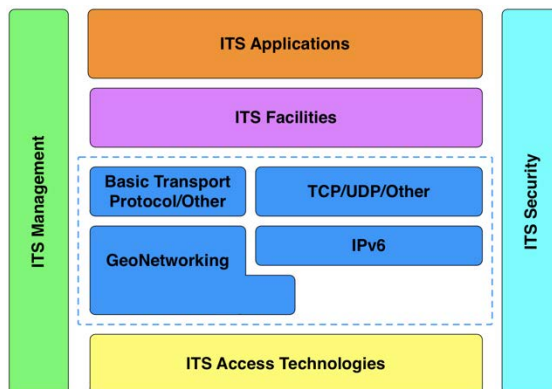 ITS Applications
ITS Facilities
ITS Management
Basic Transport
Protocol/Other
TCP/UDP/Other
GeoNetworking
IPv6
ITS Security
ITS Access Technologies